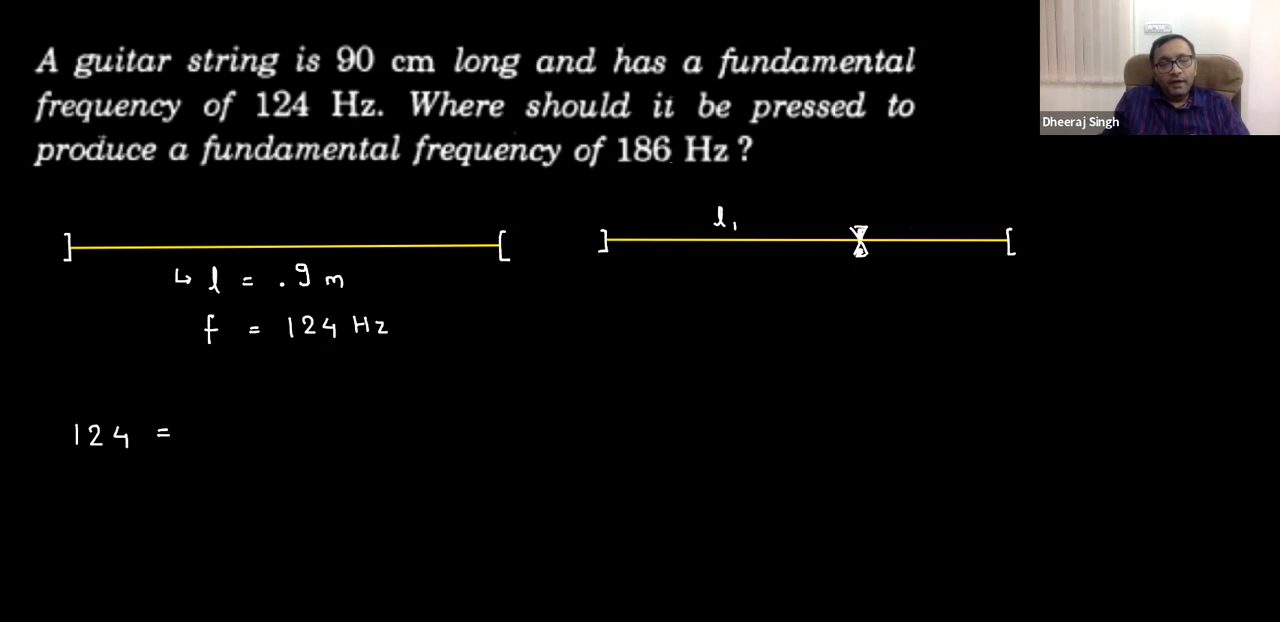 A guitar string is 90 cm long and has a fundamental
frequency of 124 Hz. Where should it be pressed to
produce a fundamental frequency of 186 Hz ?
Dheeraj Singh
l₁
↳ l = .9 m
f = 124 Hz
124 =